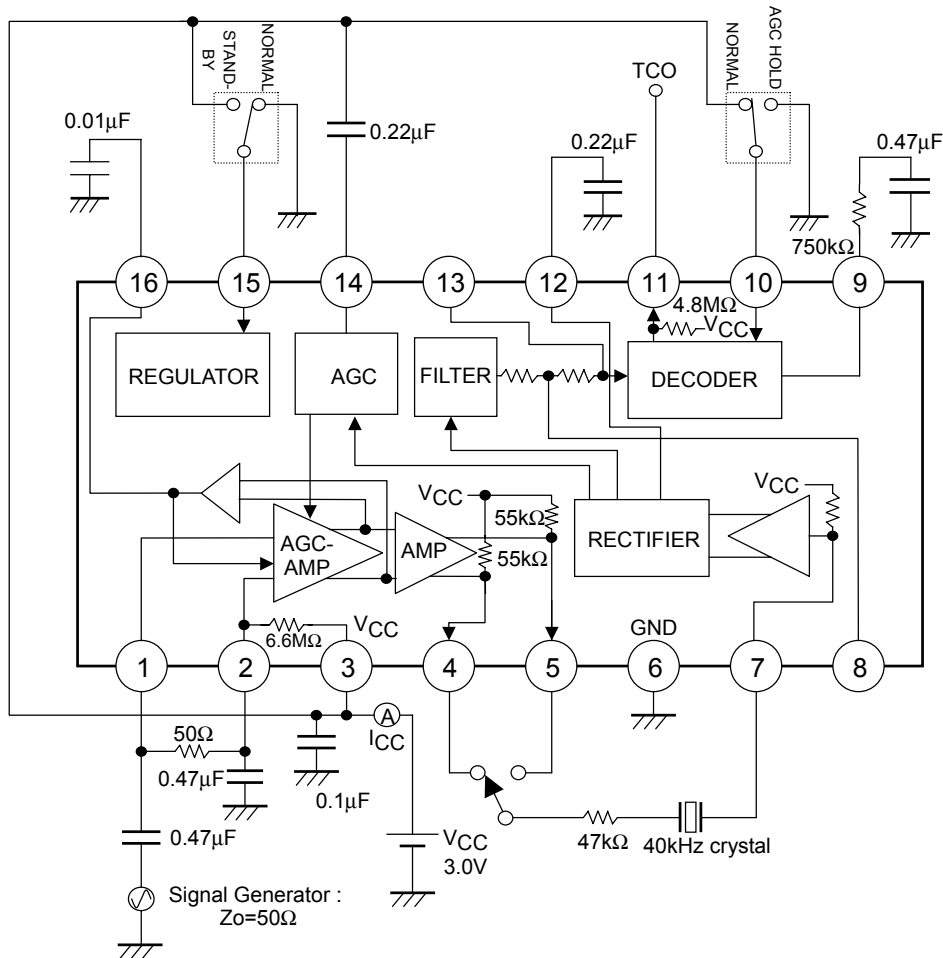 STAND-
BY
NORMAL
NORMAL
AGC HOLD
TCO
0.01μF
0.22μF
0.22μF
0.47μF
750kΩ
16
15
14
13
12
11
10
9
4.8MΩ
VCC
REGULATOR
AGC
FILTER
DECODER
VCC
55kΩ
VCC
AGC-
AMP
AMP
55kΩ
RECTIFIER
6.6MΩ
VCC
GND
1
2
3
4
5
6
7
8
A
ICC
50Ω
0.47μF
0.1μF
0.47μF
VCC
3.0V
47kΩ
40kHz crystal
Signal Generator :
Zo=50Ω